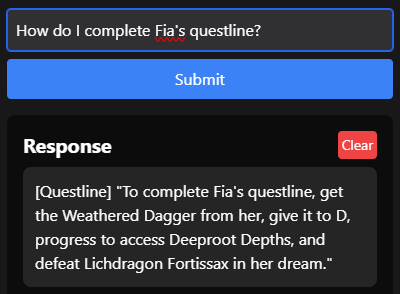 How do I complete Fia's questline?
Submit
Response
Clear
[Questline] "To complete Fia's questline, get
the Weathered Dagger from her, give it to D,
progress to access Deeproot Depths, and
defeat Lichdragon Fortissax in her dream."